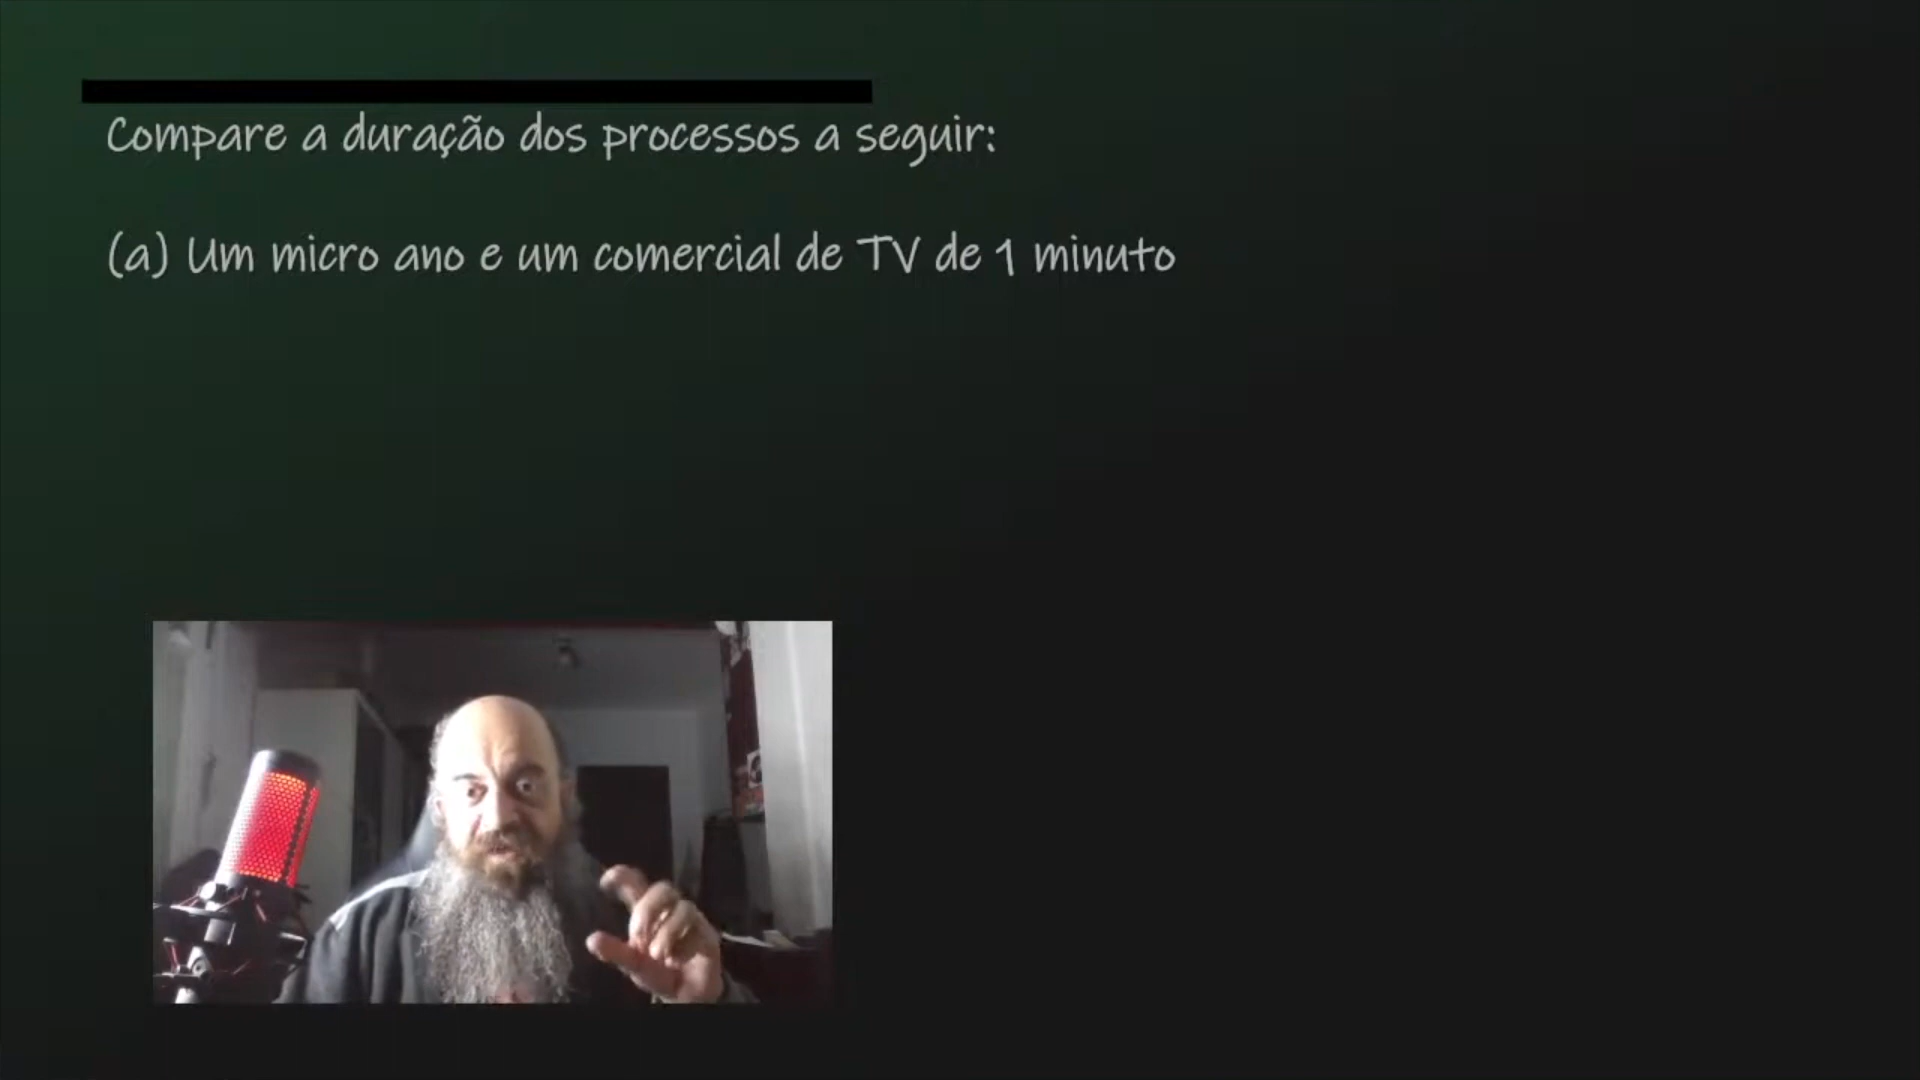 Compare a duração dos processos a seguir:
(a) Um micro ano e um comercial de TV de 1 minuto